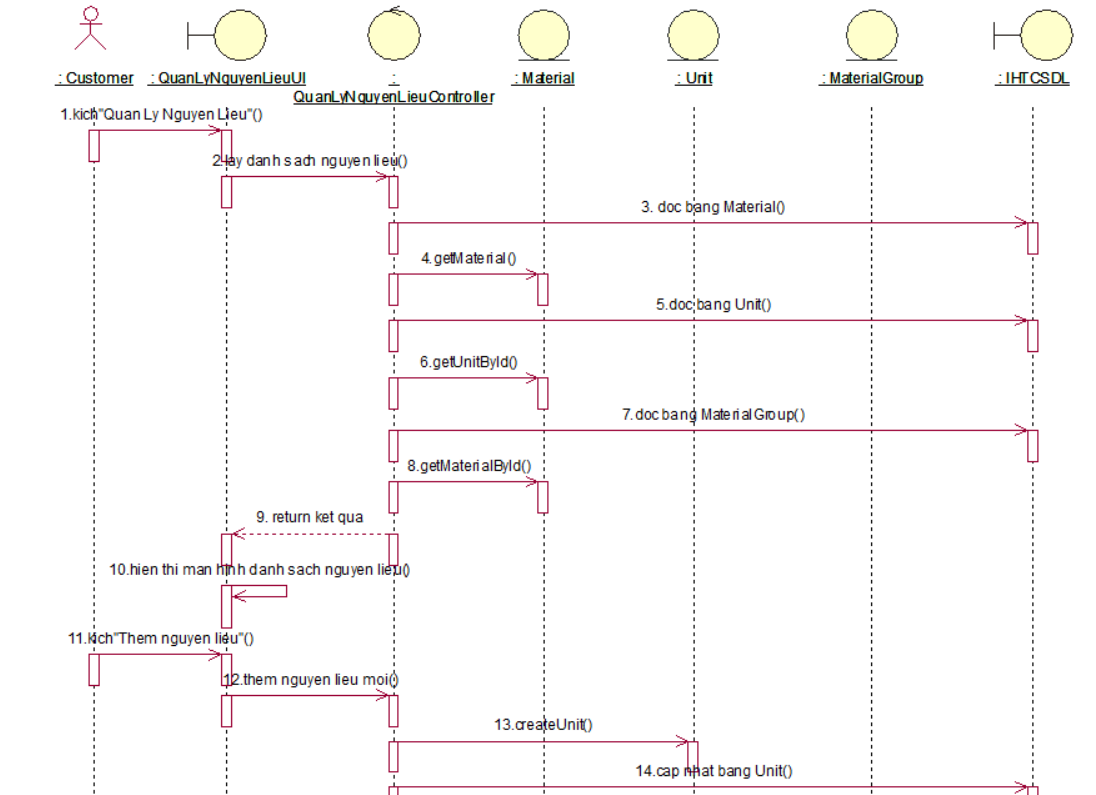 : Customer
: QuanLyNguyenLieuUI
:
QuanLyNguyenLieuController
: Material
: Unit
: MaterialGroup
: IHTCSDL
1.kich"Quan Ly Nguyen Lieu"()
2.lay danh sach nguyen lieu()
3. doc bang Material()
4.getMaterial()
5.doc bang Unit()
6.getUnitById()
7.doc bang MaterialGroup()
8.getMaterialById()
9. return ket qua
10.hien thi man hinh danh sach nguyen lieu()
11.kich"Them nguyen lieu"()
12.them nguyen lieu moi()
13.createUnit()
14.cap nhat bang Unit()